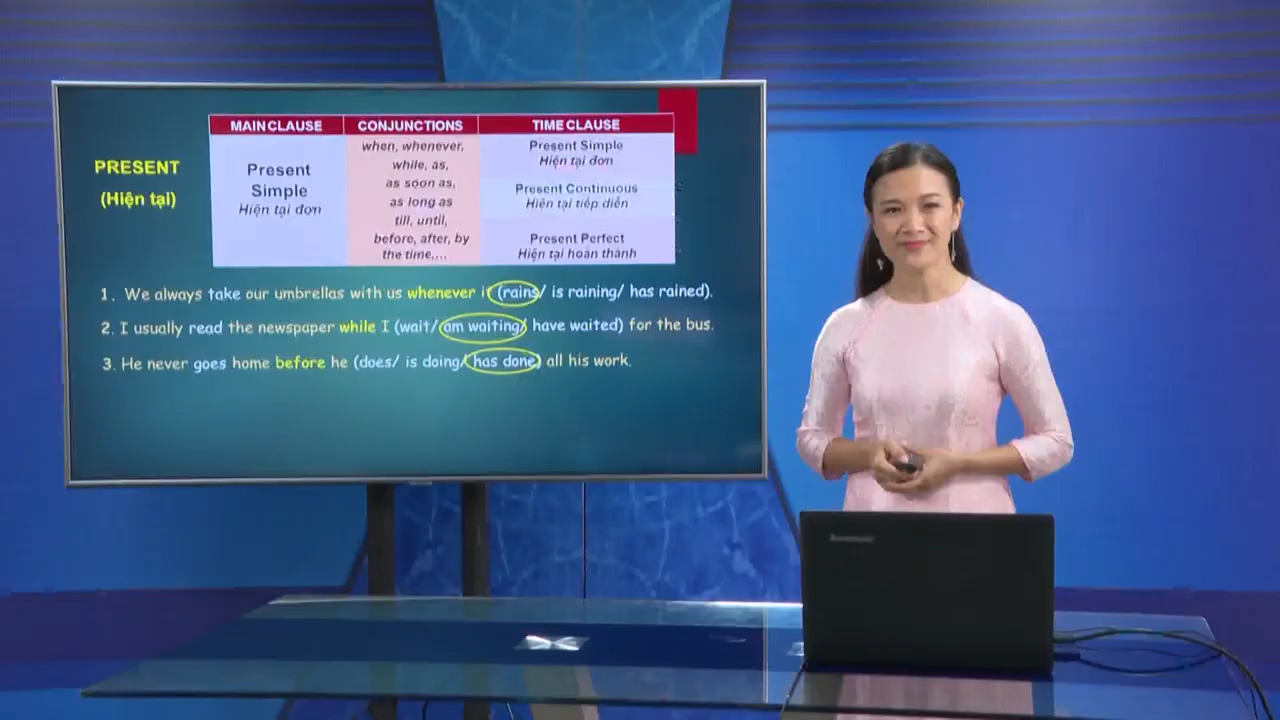 MAIN CLAUSE CONJUNCTIONS TIME CLAUSE
PRESENT
(Hiện tại)
Present
Simple
Hiện tại đơn
when, whenever,
while, as,
as soon as,
as long as
till, until,
before, after, by
the time,...
Present Simple
Hiện tại đơn
Present Continuous
Hiện tại tiếp diễn
Present Perfect
Hiện tại hoàn thành
1. We always take our umbrellas with us whenever it (rains/ is raining/ has rained).
2. I usually read the newspaper while I (wait/ am waiting/ have waited) for the bus.
3. He never goes home before he (does/ is doing/ has done) all his work.
Lenovo